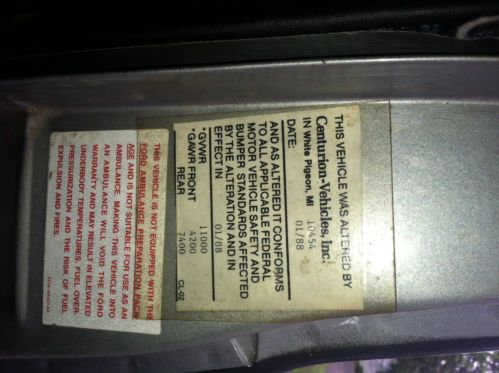 THIS VEHICLE WAS ALTERED BY
Centurion-Vehicles, Inc.
IN White Pigeon, MI 10454
DATE: 01/88
AND AS ALTERED IT CONFORMS
TO ALL APPLICABLE FEDERAL
MOTOR VEHICLE SAFETY AND
BUMPER STANDARDS AFFECTED
BY THE ALTERATION AND IN
EFFECT IN 01/88
*GVWR 11000
*GAWR FRONT 4200
REAR 7400
CL-02
THIS VEHICLE IS NOT EQUIPPED WITH THE
FORD AMBULANCE PREPARATION PACK-
AGE AND IS NOT SUITABLE FOR USE AS AN
AMBULANCE. MAKING THIS VEHICLE INTO
AN AMBULANCE WILL VOID THE FORD
WARRANTY AND MAY RESULT IN ELEVATED
UNDERBODY TEMPERATURES, FUEL OVER-
PRESSURIZATION AND THE RISK OF FUEL
EXPULSION AND FIRES.